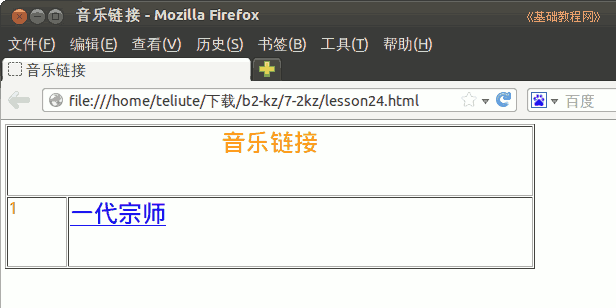 音乐链接 - Mozilla Firefox
《基础教程网》
文件(F) 编辑(E) 查看(V) 历史(S) 书签(B) 工具(T) 帮助(H)
音乐链接
file:///home/teliute/下载/b2-kz/7-2kz/lesson24.html 百度
音乐链接
1 一代宗师